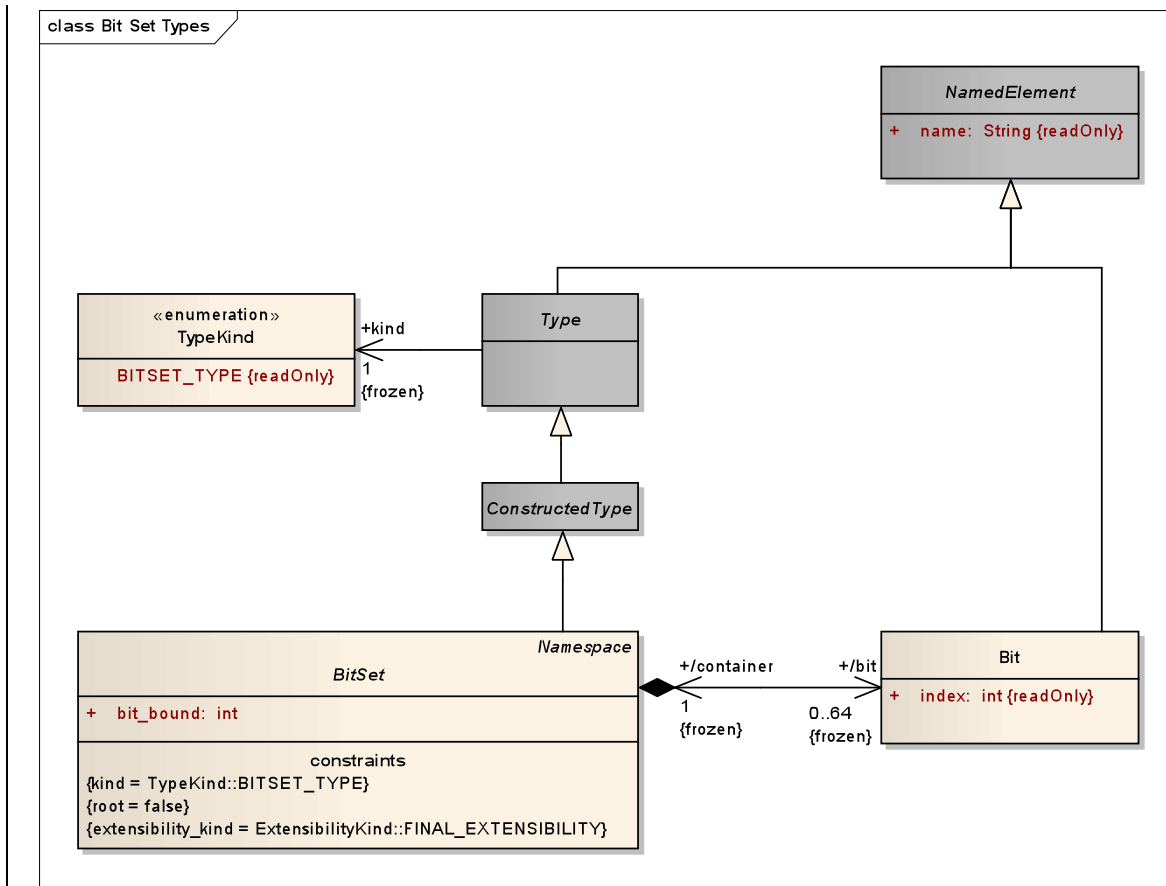 class Bit Set Types
NamedElement
+ name: String {readOnly}
«enumeration»
TypeKind
BITSET_TYPE {readOnly}
+kind
1
{frozen}
Type
ConstructedType
Namespace
BitSet
+ bit_bound: int
constraints
{kind = TypeKind::BITSET_TYPE}
{root = false}
{extensibility_kind = ExtensibilityKind::FINAL_EXTENSIBILITY}
+/container
1
{frozen}
+/bit
0..64
{frozen}
Bit
+ index: int {readOnly}